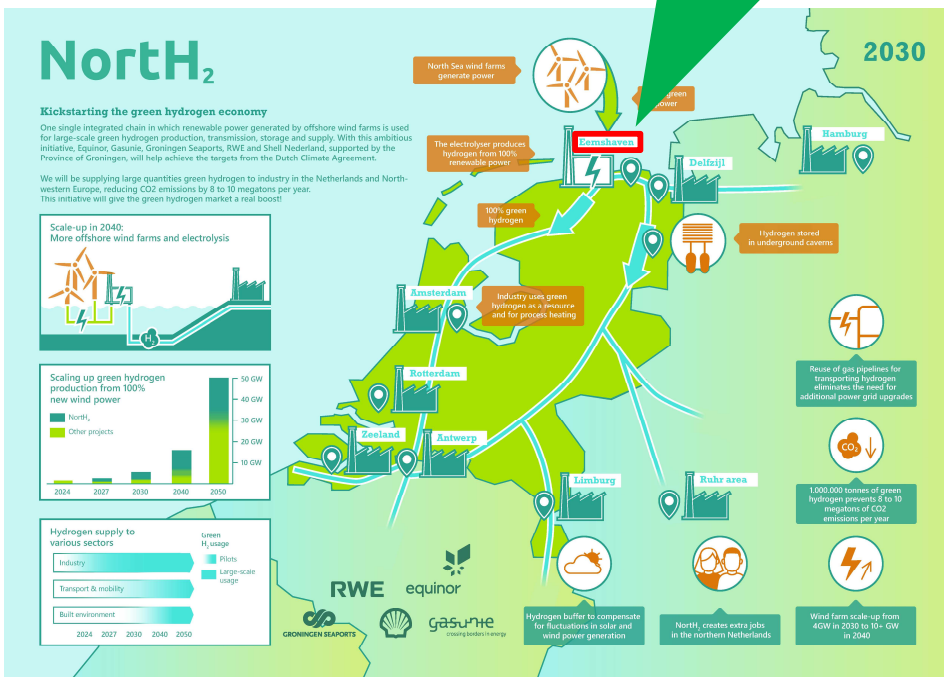 NortH₂
2030
Kickstarting the green hydrogen economy
One single integrated chain in which renewable power generated by offshore wind farms is used
for large-scale green hydrogen production, transmission, storage and supply. With this ambitious
initiative, Equinor, Gasunie, Groningen Seaports, RWE and Shell Nederland, supported by the
Province of Groningen, will help achieve the targets from the Dutch Climate Agreement.
We will be supplying large quantities green hydrogen to industry in the Netherlands and North-
western Europe, reducing CO2 emissions by 8 to 10 megatons per year.
This initiative will give the green hydrogen market a real boost!
North Sea wind farms
generate power
green
power
The electrolyser produces
hydrogen from 100%
renewable power
Eemshaven
Delfzijl
Hamburg
100% green
hydrogen
Hydrogen stored
in underground caverns
Amsterdam
Industry uses green
hydrogen as a resource
and for process heating
Rotterdam
Zeeland
Antwerp
Limburg
Ruhr area
Scale-up in 2040:
More offshore wind farms and electrolysis
H₂
Scaling up green hydrogen
production from 100%
new wind power
NortH₂
Other projects
50 GW
40 GW
30 GW
20 GW
10 GW
2024 2027 2030 2040 2050
Hydrogen supply to
various sectors
Green
H₂ usage
Pilots
Large-scale
usage
Industry
Transport & mobility
Built environment
2024 2027 2030 2040 2050
RWE
equinor
GRONINGEN SEAPORTS
gasunie
crossing borders in energy
Reuse of gas pipelines for
transporting hydrogen
eliminates the need for
additional power grid upgrades
CO₂
1,000,000 tonnes of green
hydrogen prevents 8 to 10
megatons of CO2
emissions per year
Hydrogen buffer to compensate
for fluctuations in solar and
wind power generation
NortH₂ creates extra jobs
in the northern Netherlands
Wind farm scale-up from
4GW in 2030 to 10+ GW
in 2040